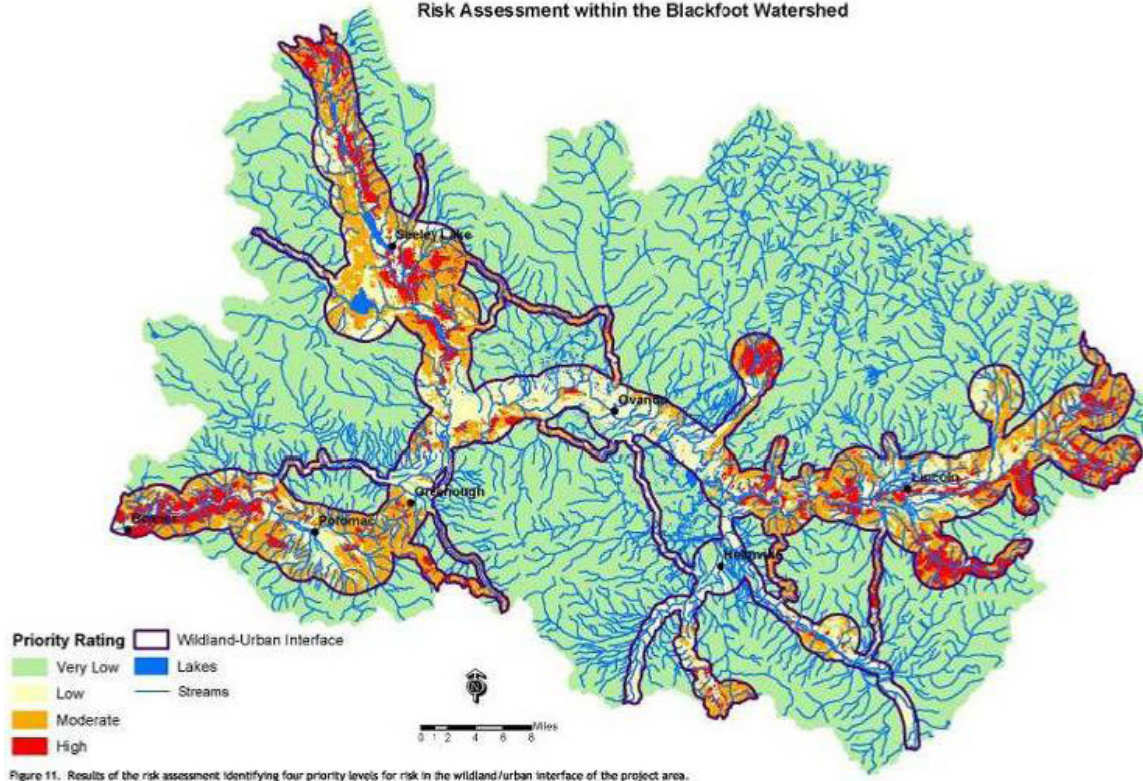 Risk Assessment within the Blackfoot Watershed
Seeley Lake
Ovando
Lincoln
Greenough
Bonner
Potomac
Helmville
Priority Rating
Very Low
Low
Moderate
High
Wildland-Urban Interface
Lakes
Streams
N
Miles
0 1 2 4 6 8
Figure 11. Results of the risk assessment identifying four priority levels for risk in the wildland/urban interface of the project area.